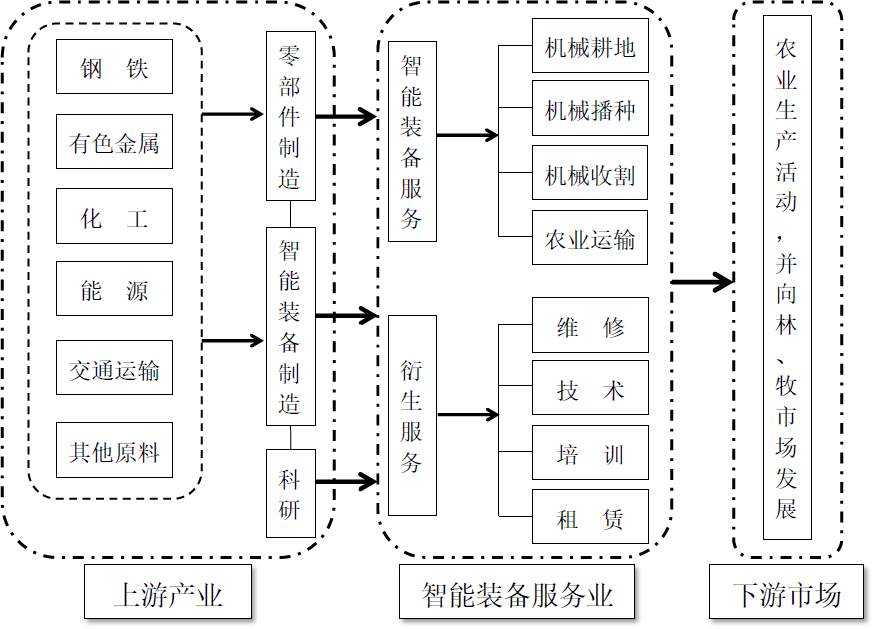 钢 铁
有色金属
化 工
能 源
交通运输
其他原料
零部件制造
智能装备制造
科研
智能装备服务
机械耕地
机械播种
机械收割
农业运输
衍生服务
维 修
技 术
培 训
租 赁
农业生产活动，并向林、牧市场发展
上游产业
智能装备服务业
下游市场